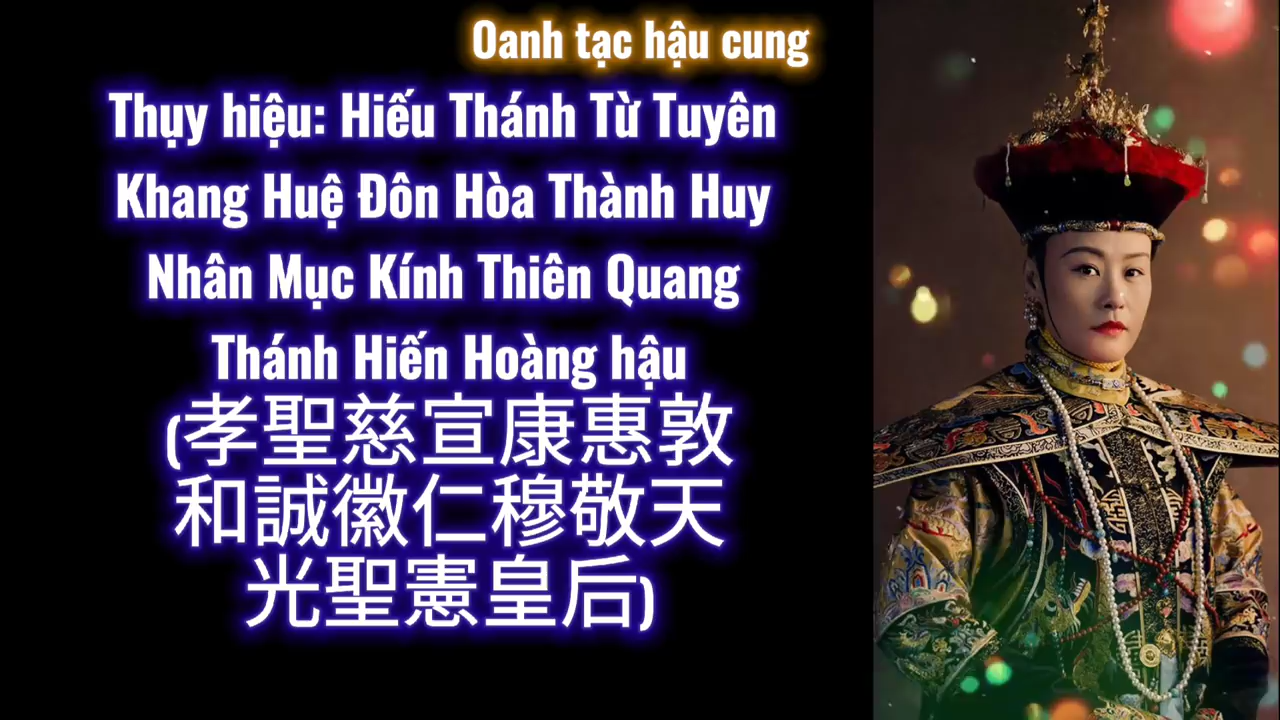 Oanh tạc hậu cung
Thụy hiệu: Hiếu Thánh Từ Tuyên
Khang Huệ Đôn Hòa Thành Huy
Nhân Mục Kính Thiên Quang
Thánh Hiến Hoàng hậu
(孝聖慈宣康惠敦
和誠徽仁穆敬天
光聖憲皇后)